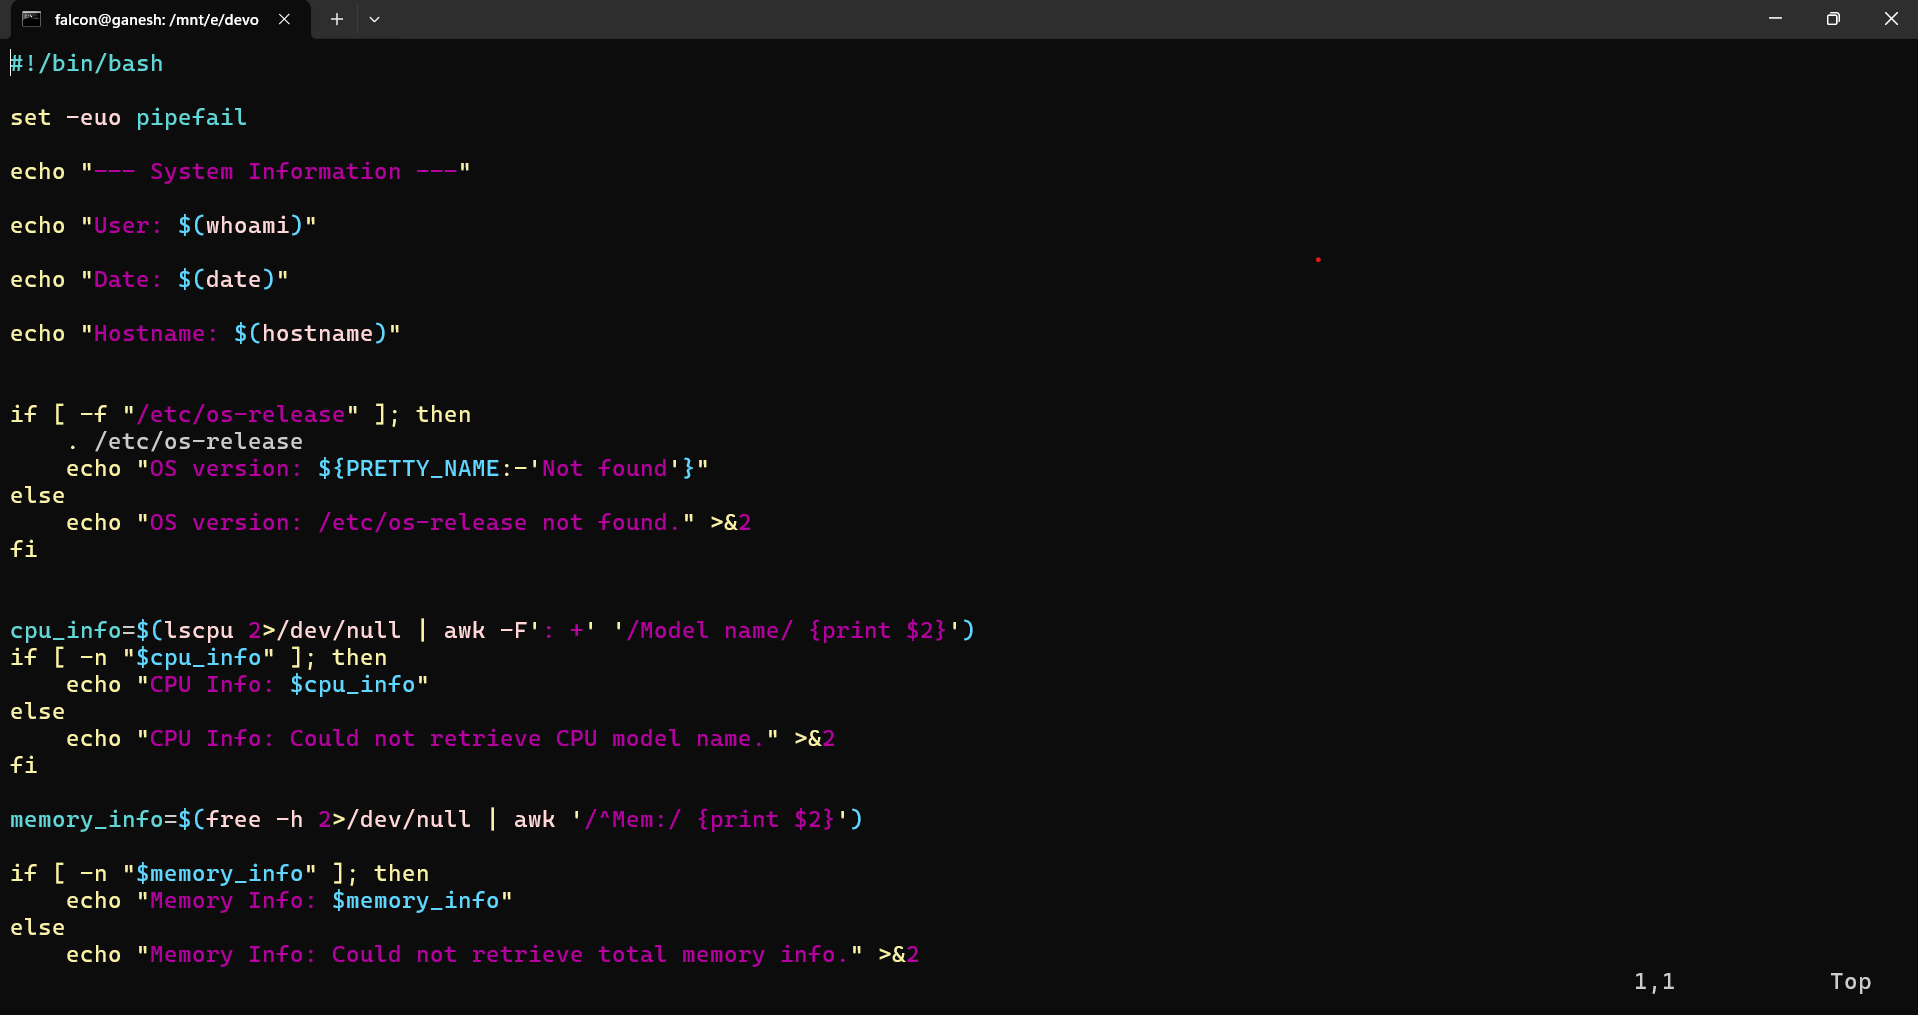 falcon@ganesh: /mnt/e/devo
#!/bin/bash
set -euo pipefail
echo "--- System Information ---"
echo "User: $(whoami)"
echo "Date: $(date)"
echo "Hostname: $(hostname)"
if [ -f "/etc/os-release" ]; then
    . /etc/os-release
    echo "OS version: ${PRETTY_NAME:-'Not found'}"
else
    echo "OS version: /etc/os-release not found." >&2
fi
cpu_info=$(lscpu 2>/dev/null | awk -F': +' '/Model name/ {print $2}')
if [ -n "$cpu_info" ]; then
    echo "CPU Info: $cpu_info"
else
    echo "CPU Info: Could not retrieve CPU model name." >&2
fi
memory_info=$(free -h 2>/dev/null | awk '/^Mem:/ {print $2}')
if [ -n "$memory_info" ]; then
    echo "Memory Info: $memory_info"
else
    echo "Memory Info: Could not retrieve total memory info." >&2
1,1 Top